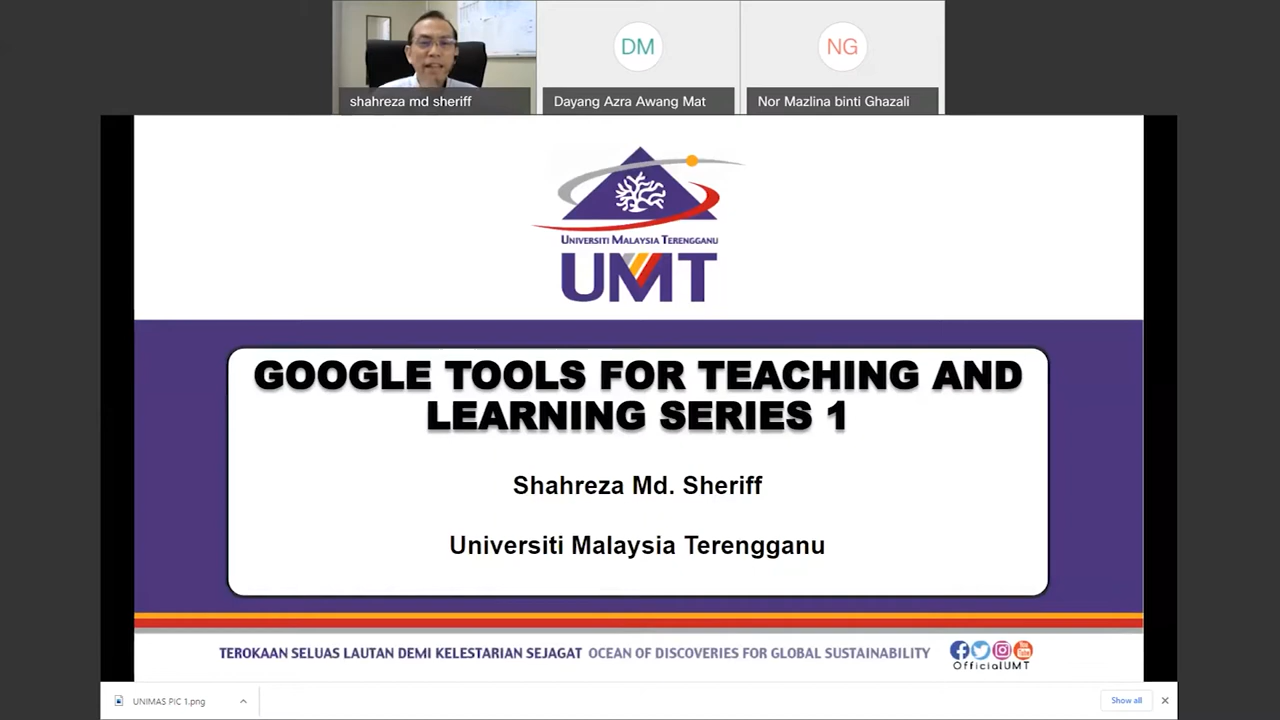 DM
NG
shahreza md sheriff
Dayang Azra Awang Mat
Nor Mazlina binti Ghazali
UNIVERSITI MALAYSIA TERENGGANU
UMT
GOOGLE TOOLS FOR TEACHING AND
LEARNING SERIES 1
Shahreza Md. Sheriff
Universiti Malaysia Terengganu
TEROKAAN SELUAS LAUTAN DEMI KELESTARIAN SEJAGAT OCEAN OF DISCOVERIES FOR GLOBAL SUSTAINABILITY
You Tube
OfficialUMT
UNIMAS PIC 1.png
Show all